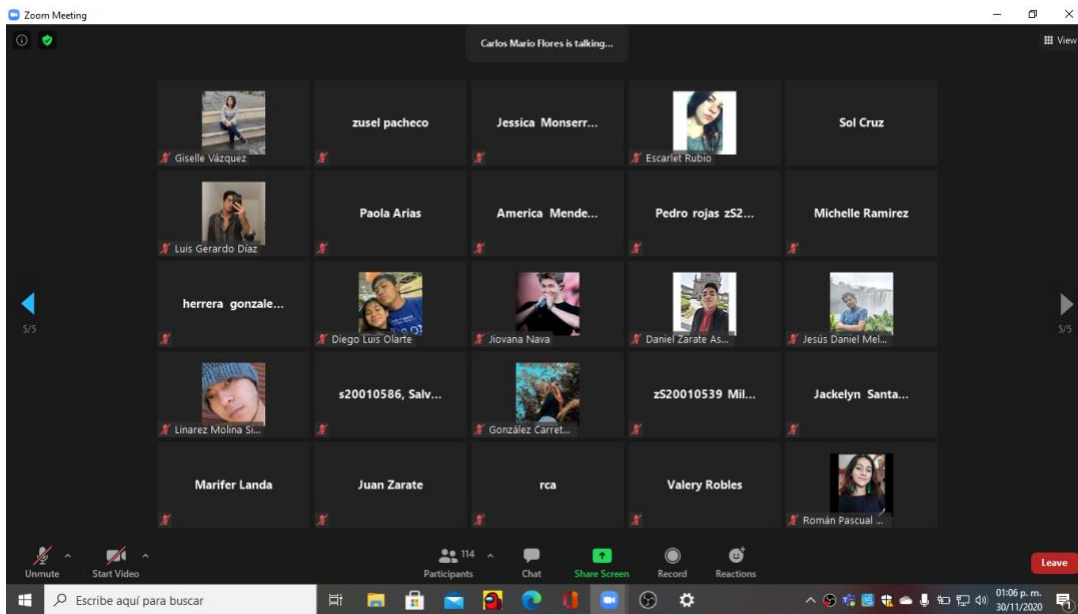 Zoom Meeting
Carlos Mario Flores is talking...
View
Giselle Vázquez
zusel pacheco
Jessica Monserr...
Escarlet Rubio
Sol Cruz
Luis Gerardo Díaz
Paola Arias
America Mende...
Pedro rojas zS2...
Michelle Ramirez
herrera gonzale...
Diego Luis Olarte
Jiovana Nava
Daniel Zarate As...
Jesús Daniel Mel...
5/5
5/5
Linarez Molina Si...
s20010586, Salv...
González Carret...
zS20010539 Mil...
Jackelyn Santa...
Marifer Landa
Juan Zarate
rca
Valery Robles
Román Pascual ...
Unmute
Start Video
114
Participants
Chat
Share Screen
Record
Reactions
Leave
Escribe aquí para buscar
01:06 p. m.
30/11/2020